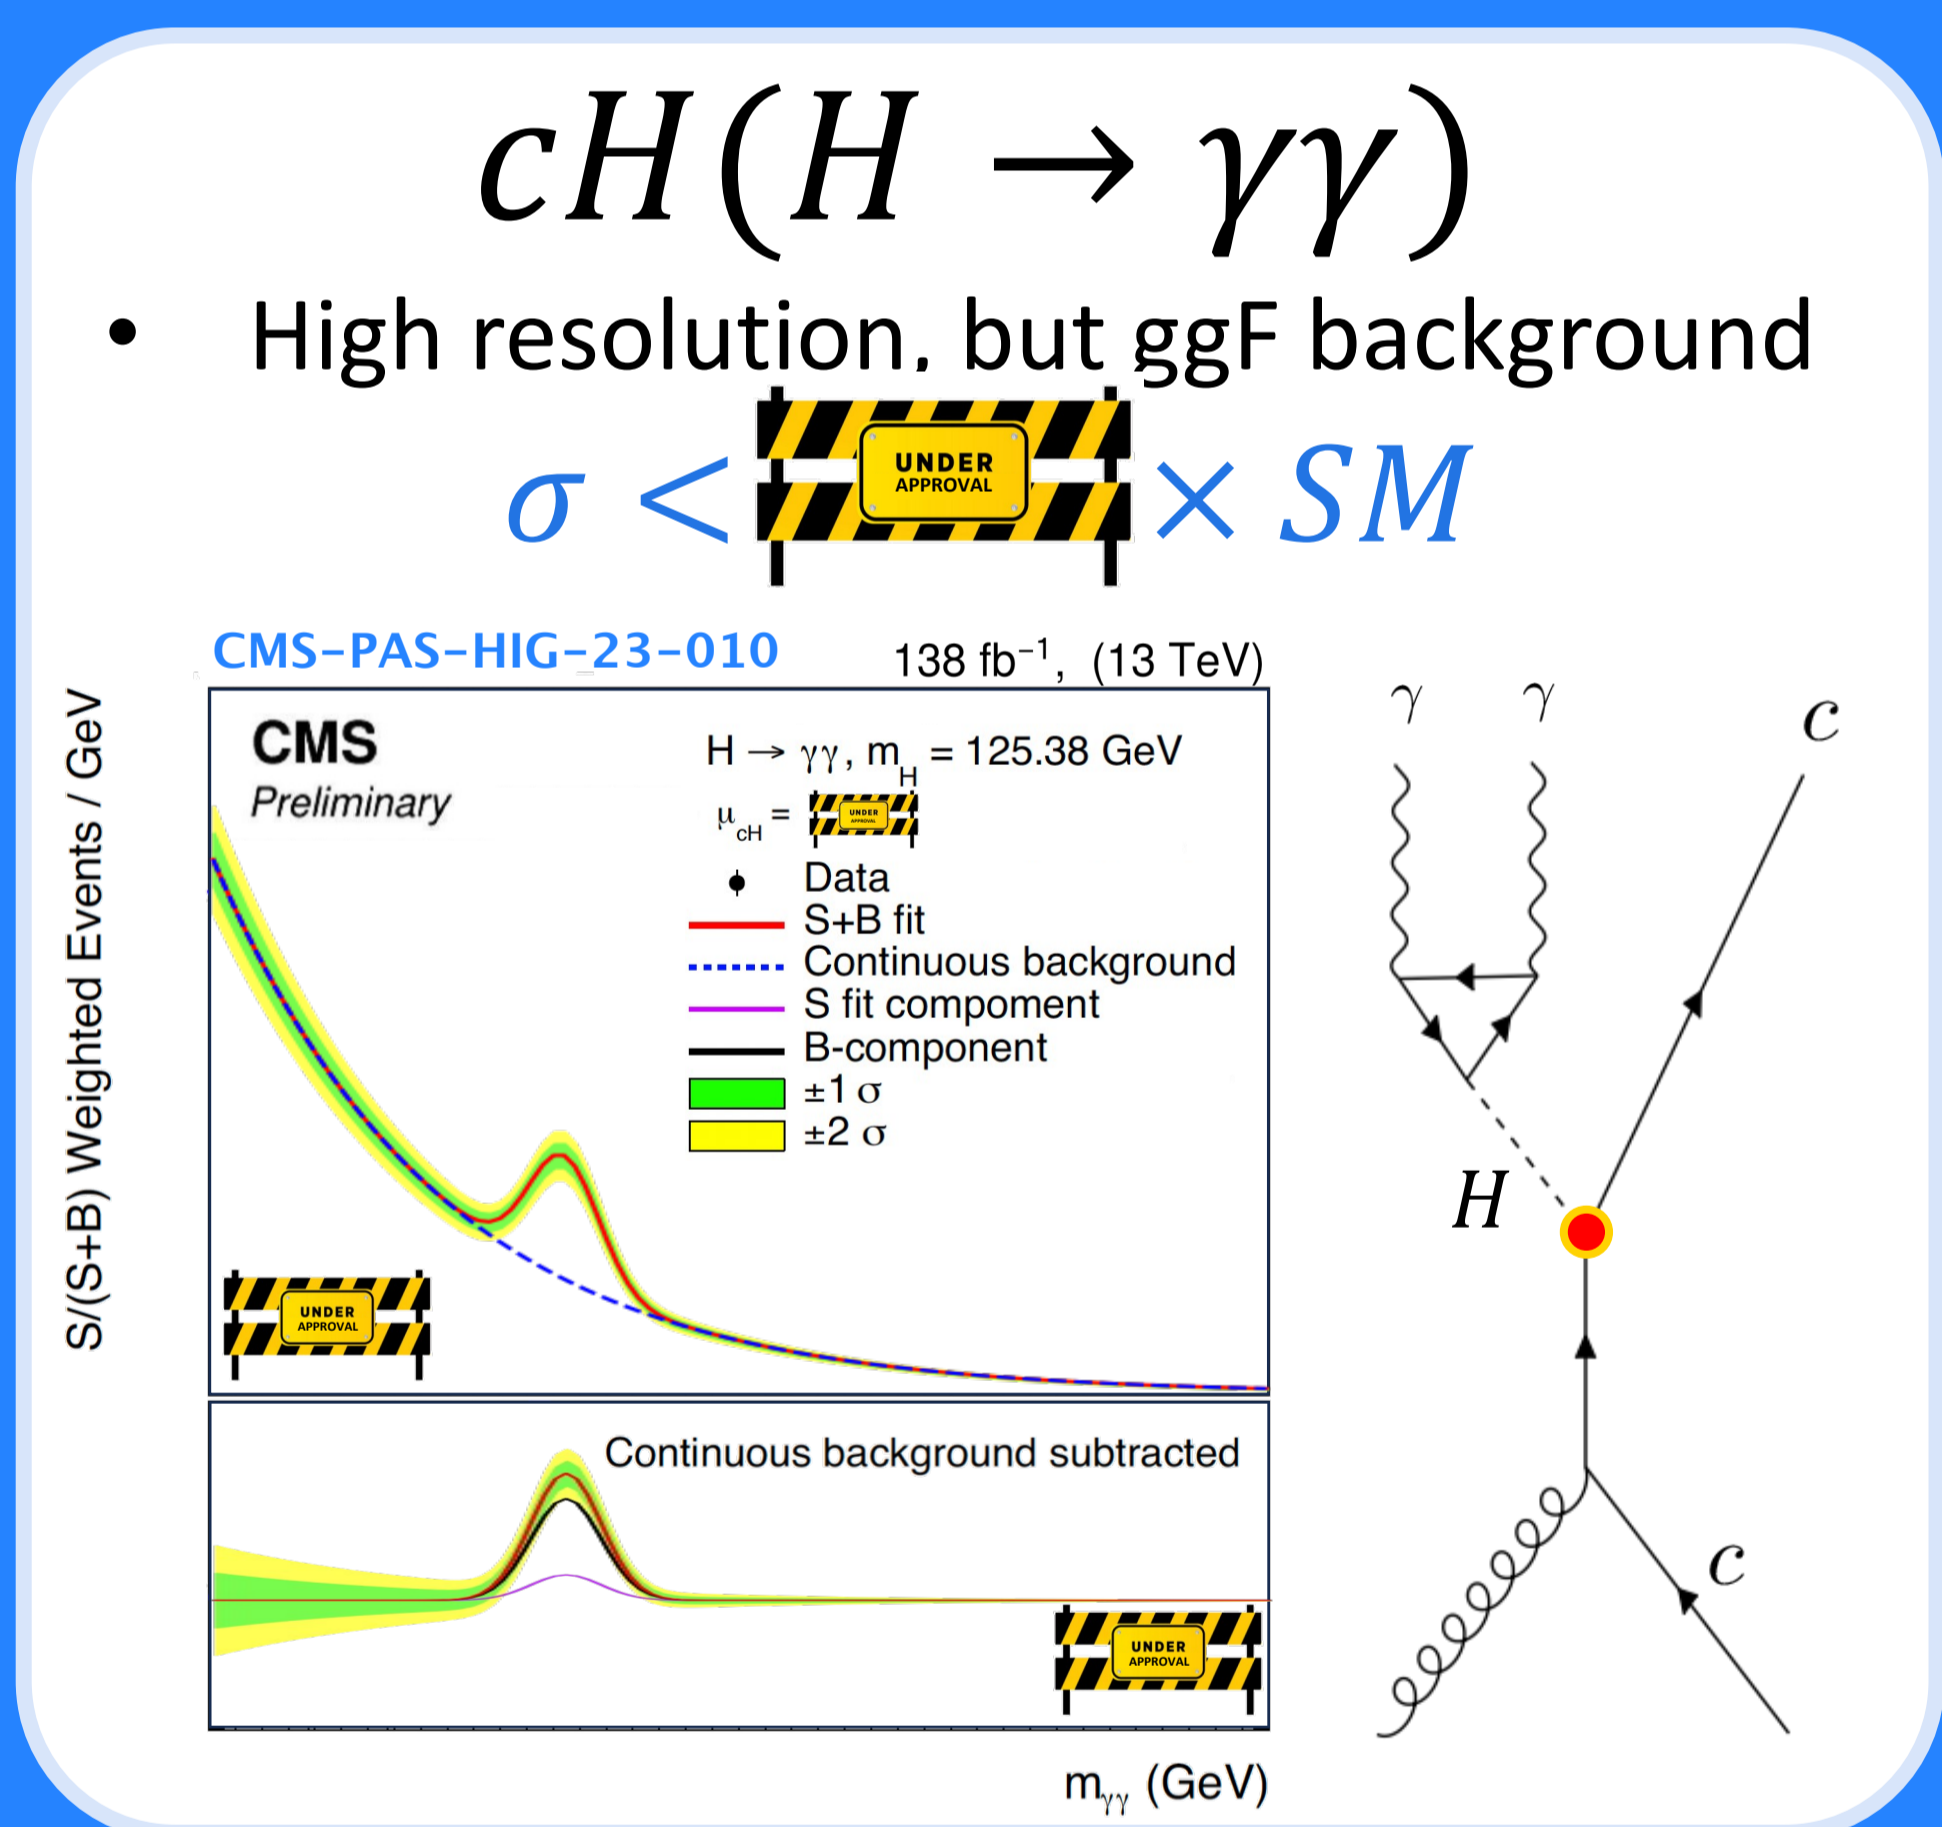 cH(H → γγ)
• High resolution, but ggF background
σ < UNDER APPROVAL × SM
CMS-PAS-HIG-23-010
138 fb⁻¹, (13 TeV)
S/(S+B) Weighted Events / GeV
CMS
Preliminary
H → γγ, m_H = 125.38 GeV
μ_cH = UNDER APPROVAL
Data
S+B fit
Continuous background
S fit compoment
B-component
±1 σ
±2 σ
UNDER
APPROVAL
Continuous background subtracted
UNDER
APPROVAL
m_γγ (GeV)
γ γ c
H
c